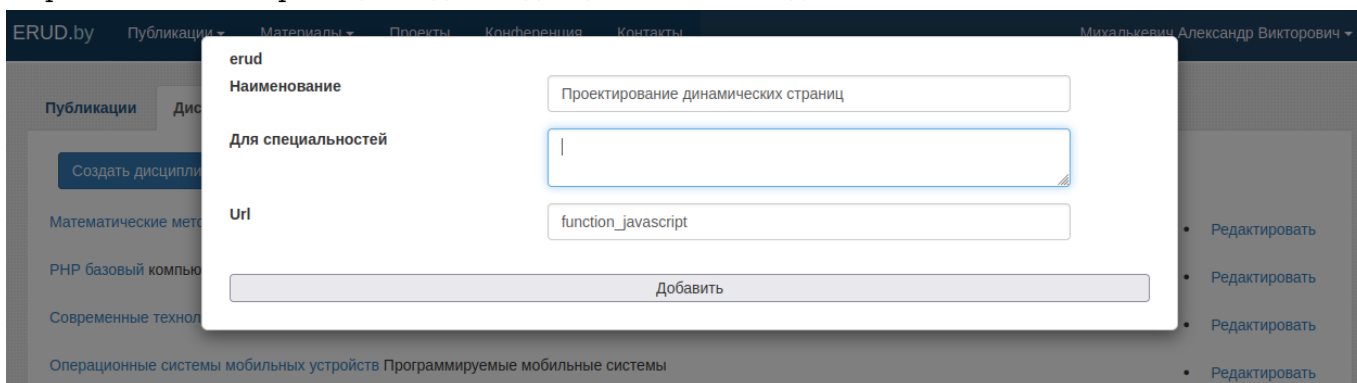 ERUD.by Публикации Материалы Проекты Конференция Контакты Михалькевич Александр Викторович
erud
Наименование Проектирование динамических страниц
Публикации Дис
Для специальностей
Создать дисципли
Url function_javascript
Математические мето Редактировать
PHP базовый компью Редактировать
Добавить
Современные технол Редактировать
Операционные системы мобильных устройств Программируемые мобильные системы Редактировать